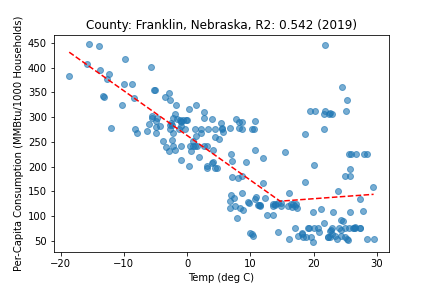 County: Franklin, Nebraska, R2: 0.542 (2019)
Per-Capita Consumption (MMBtu/1000 Households)
450
400
350
300
250
200
150
100
50
−20 −10 0 10 20 30
Temp (deg C)